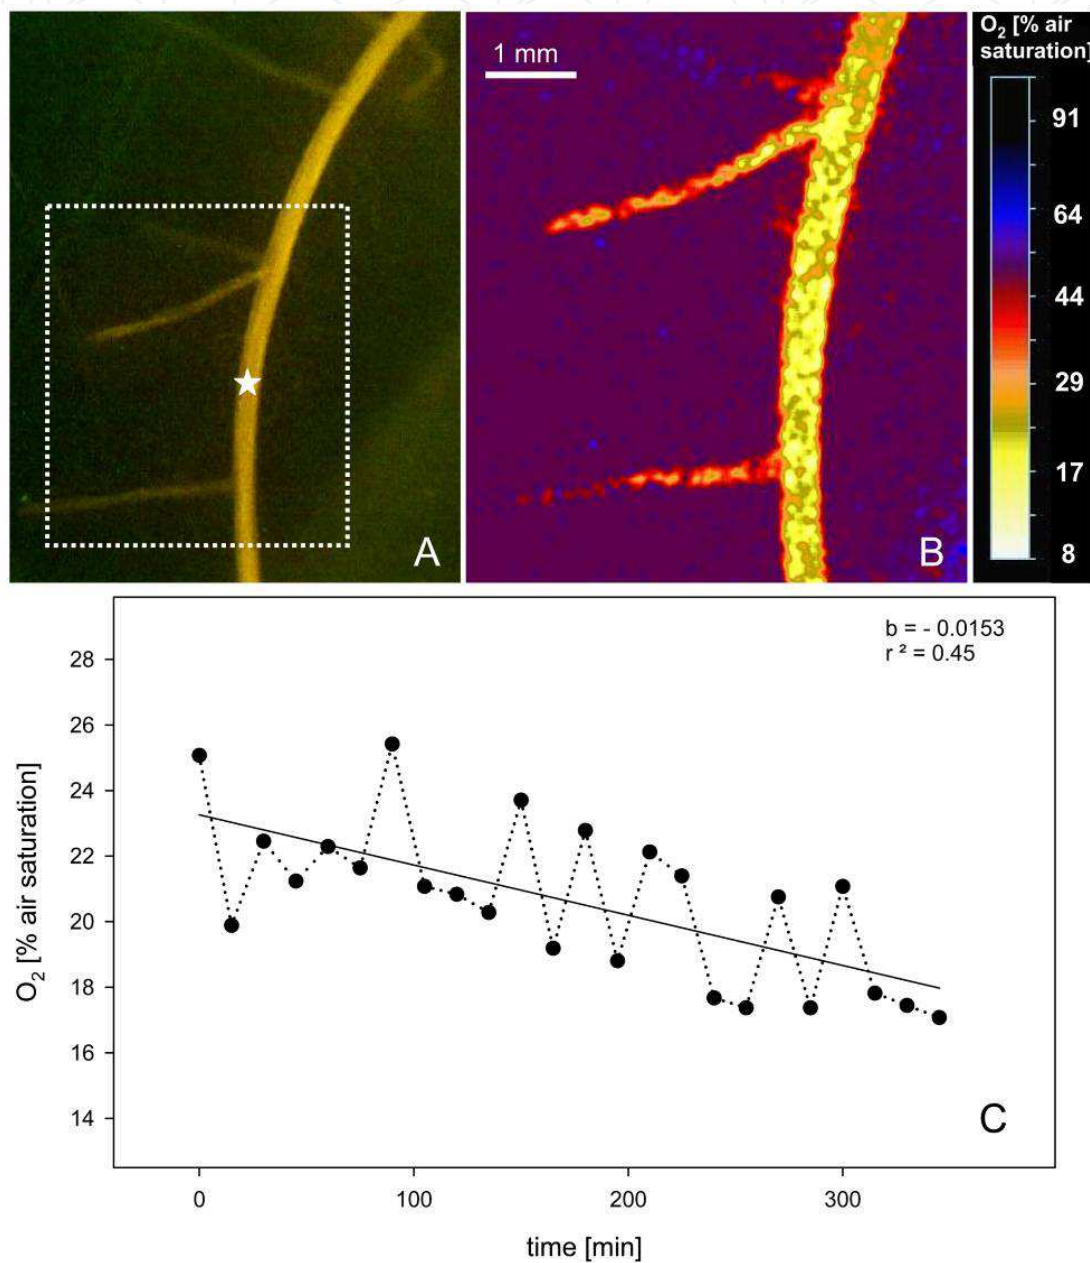 1 mm
A
B
O₂ [% air
saturation]
91
64
44
29
17
8
b = - 0.0153
r ² = 0.45
28
26
24
22
20
18
16
14
O₂ [% air saturation]
C
0
100
200
300
time [min]